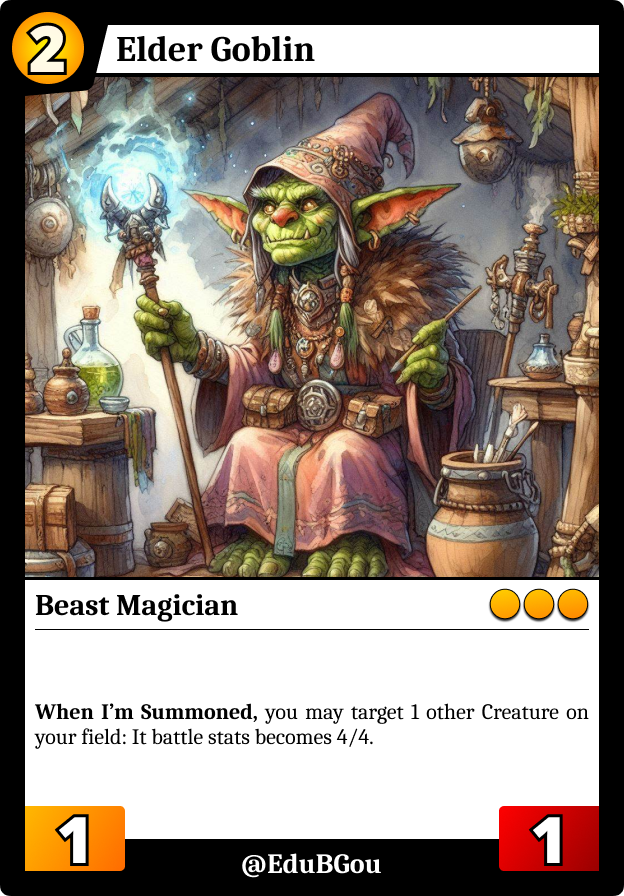 2
Elder Goblin
Beast Magician
When I’m Summoned, you may target 1 other Creature on
your field: It battle stats becomes 4/4.
1
@EduBGou
1